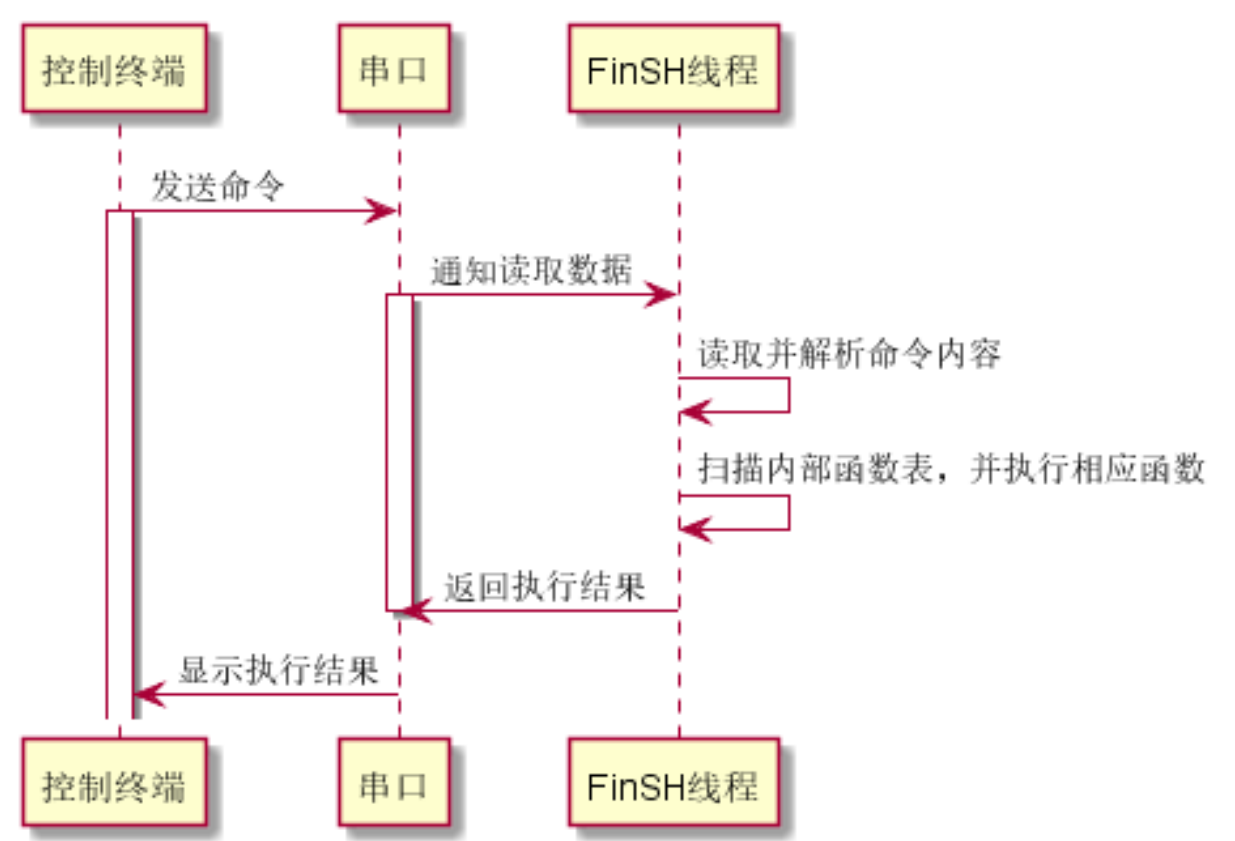 控制终端
串口
FinSH线程
发送命令
通知读取数据
读取并解析命令内容
扫描内部函数表，并执行相应函数
返回执行结果
显示执行结果
控制终端
串口
FinSH线程